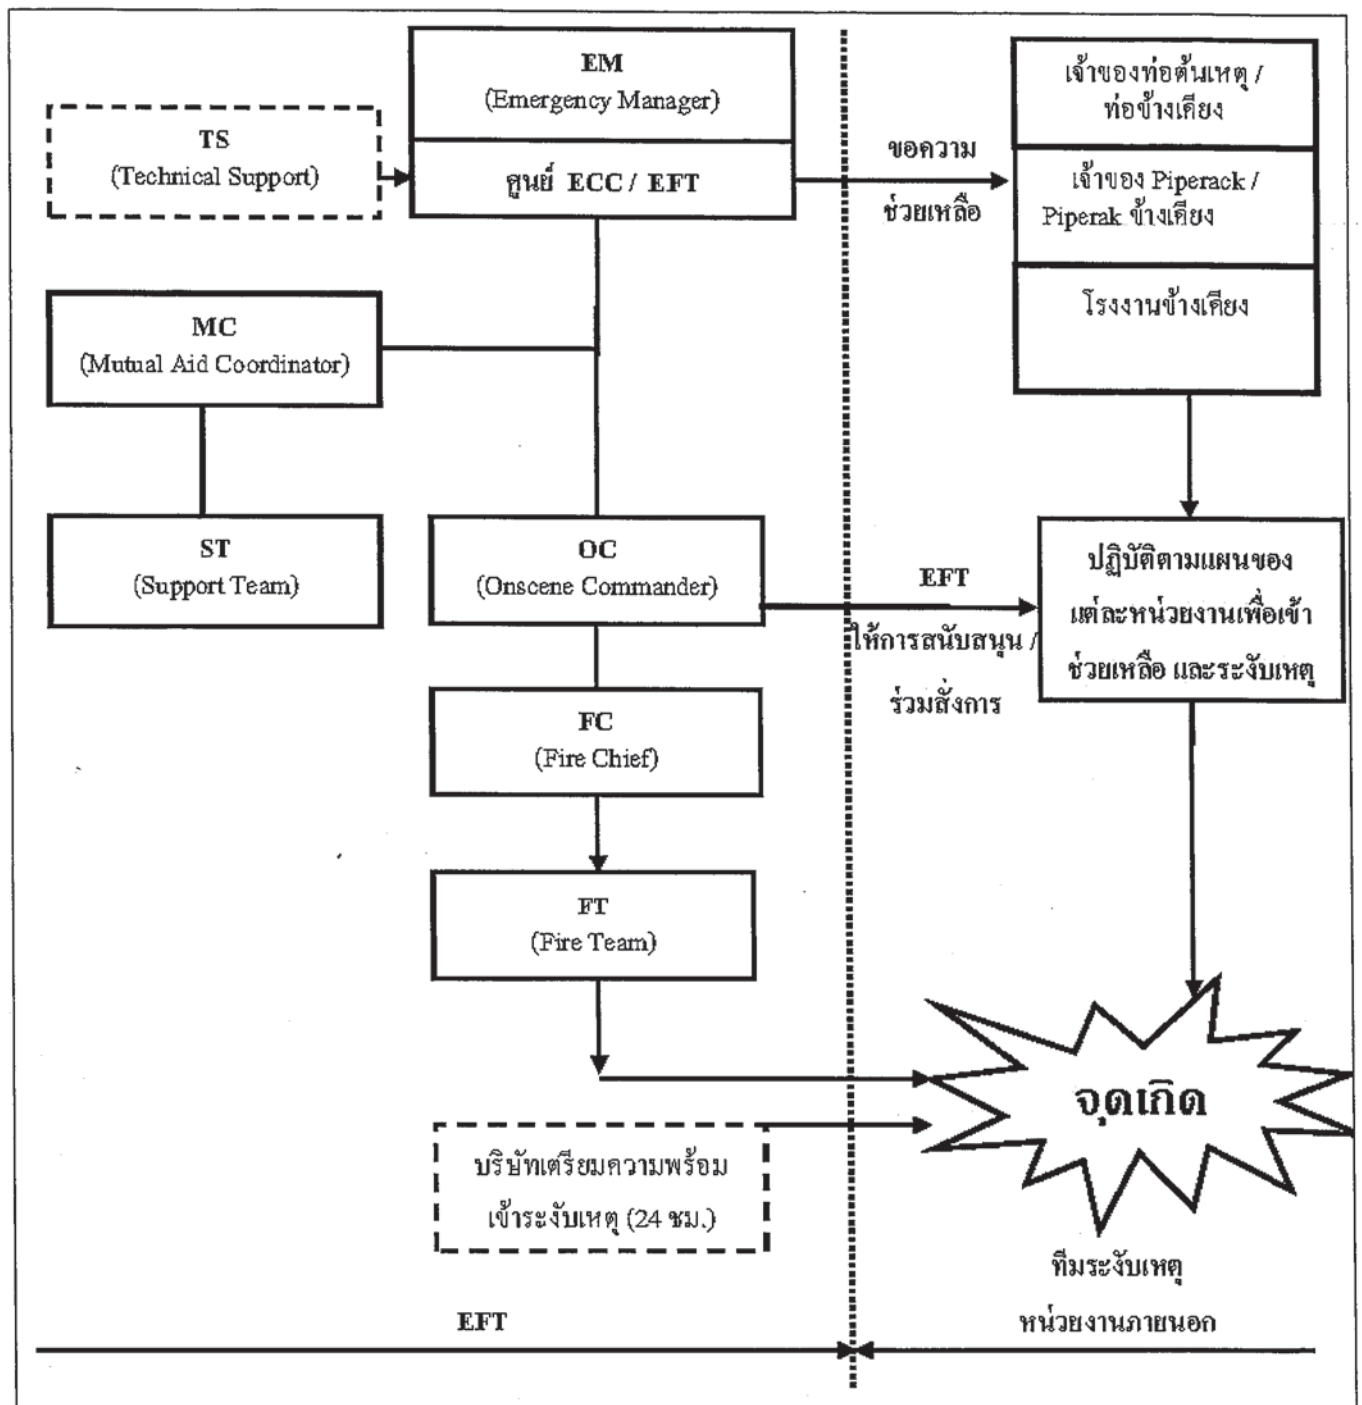 EM
(Emergency Manager)
ศูนย์ ECC / EFT
TS
(Technical Support)
MC
(Mutual Aid Coordinator)
ST
(Support Team)
OC
(Onscene Commander)
FC
(Fire Chief)
FT
(Fire Team)
บริษัทเตรียมความพร้อม
เข้าระงับเหตุ (24 ชม.)
EFT
ขอความ
ช่วยเหลือ
เจ้าของท่อต้นเหตุ /
ท่อข้างเคียง
เจ้าของ Piperack /
Piperak ข้างเคียง
โรงงานข้างเคียง
EFT
ให้การสนับสนุน /
ร่วมสั่งการ
ปฏิบัติตามแผนของ
แต่ละหน่วยงานเพื่อเข้า
ช่วยเหลือ และระงับเหตุ
จุดเกิด
ทีมระงับเหตุ
หน่วยงานภายนอก